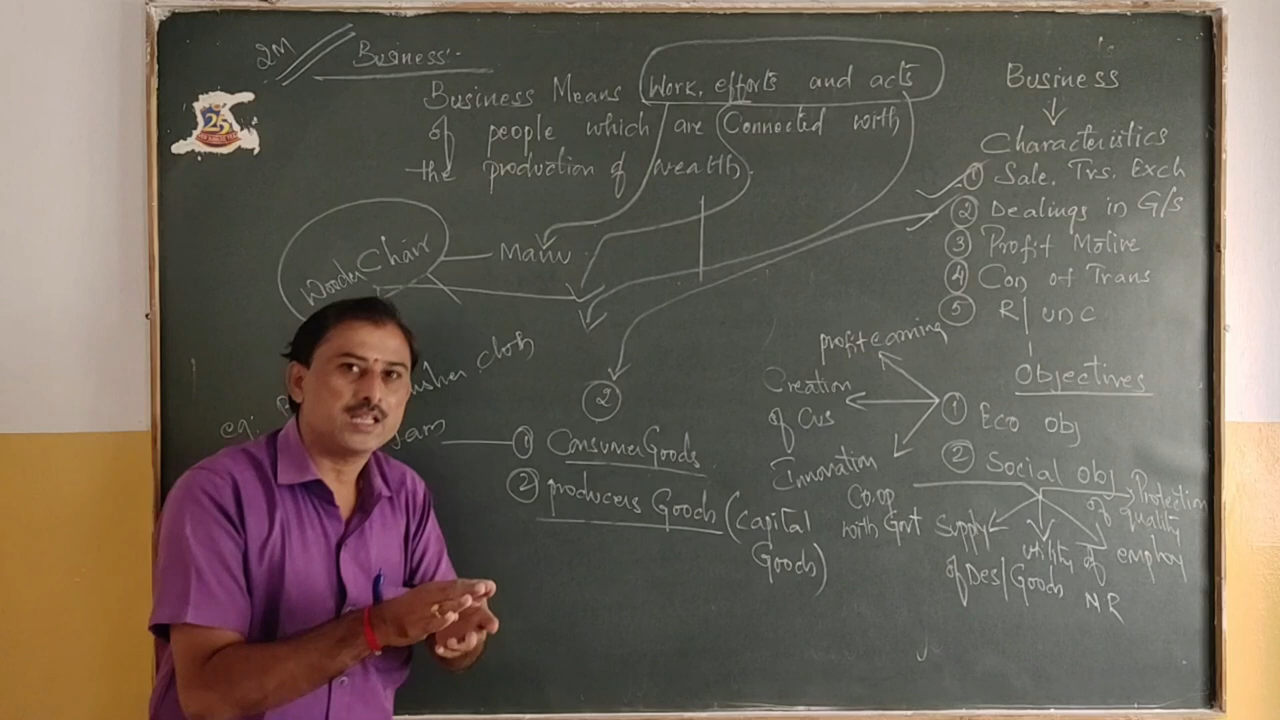 2M
Business:-
Business Means Work, efforts and acts
of people which are Connected with
the production of wealth.
Wooden Chair
Manu
eg:
cloth
Jam
2
1 Consumer Goods
2 producers Goods (Capital
Goods)
Business
Characteristics
1 Sale. Trs. Exch
2 Dealings in G/S
3 Profit Motive
4 Con of Trans
5 R/unc
Objectives
1 Eco obj
profit earning
Creation
of Cus
Innovation
2 Social obj
Co.op
with Govt
Supply
of Des/Goods
utility of
N R
employ
Protection
of quality
25